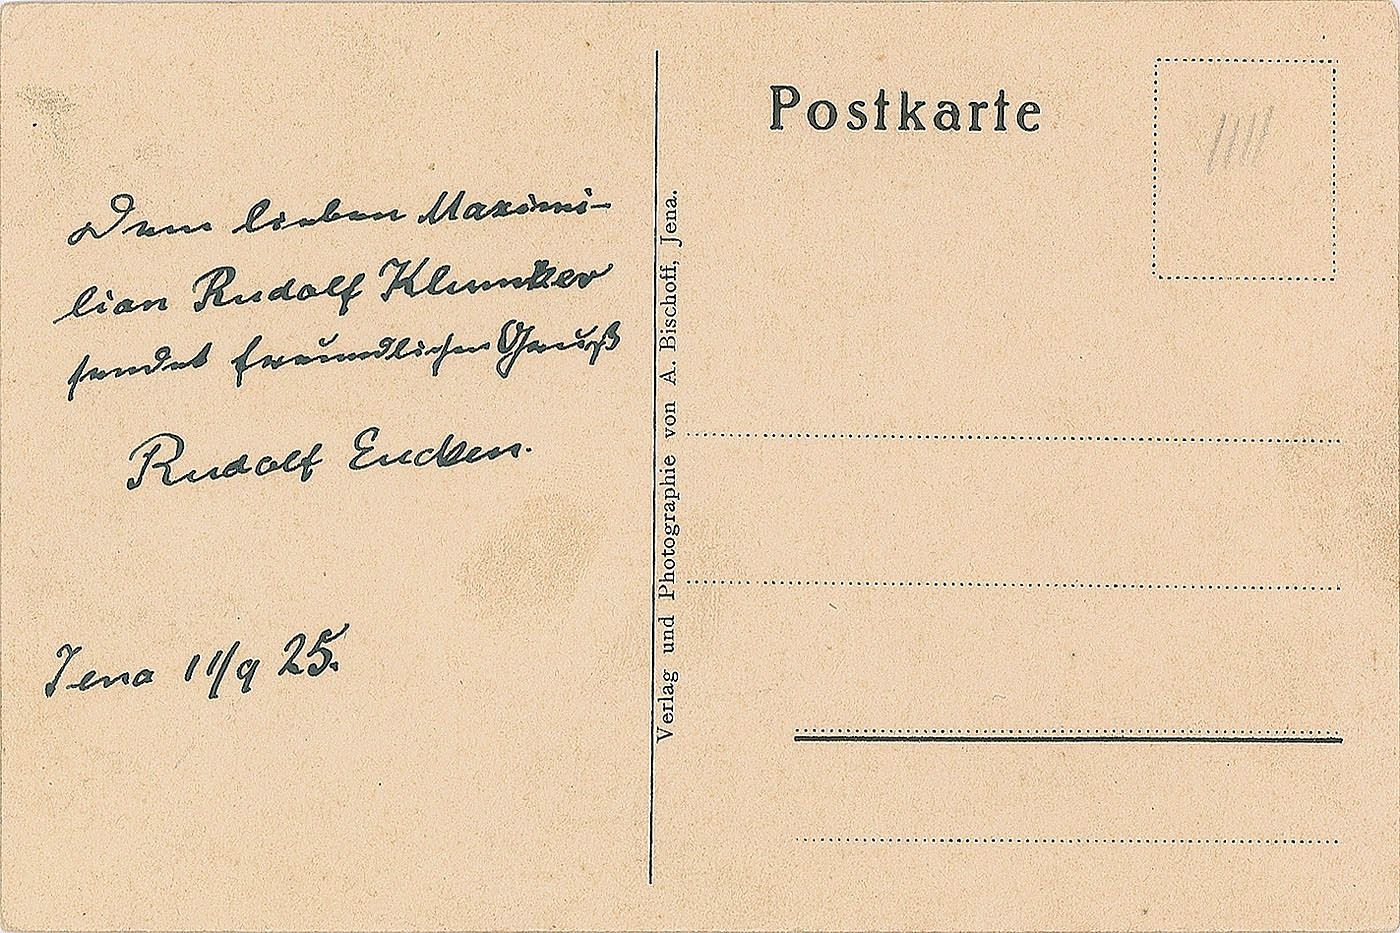 Dem lieben Maximi-
lian Rudolf Klumker
sendet freundlichen Gruß
Rudolf Eucken.
Jena 11/9 25.
Verlag und Photographie von A. Bischoff, Jena.
Postkarte